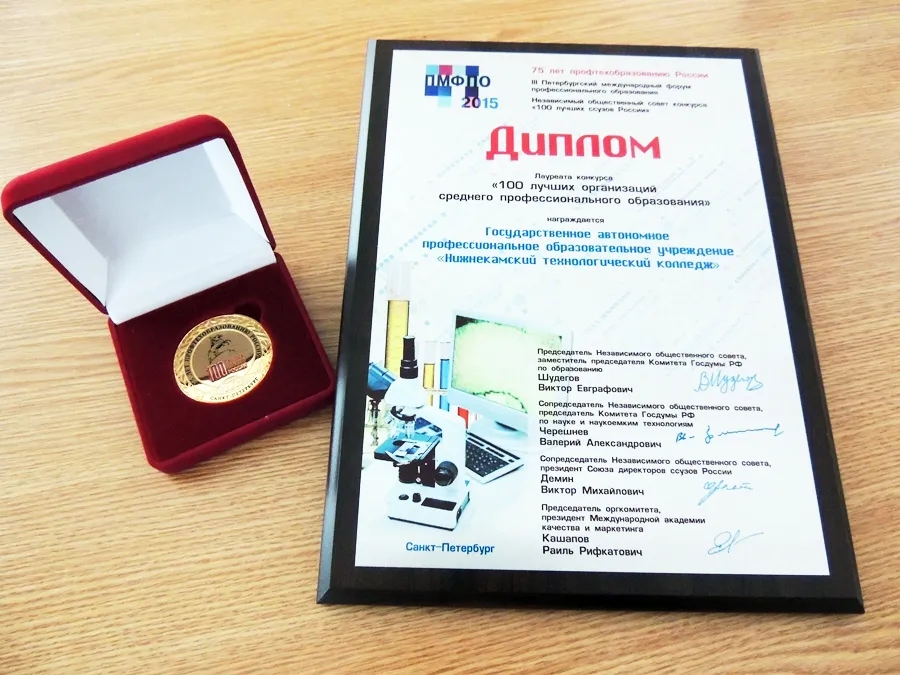 ПМФПО
2015
75 лет профтехобразованию России
III Петербургский международный форум
профессионального образования
Независимый общественный совет конкурса
«100 лучших ссузов России»
Диплом
Лауреата конкурса
«100 лучших организаций
среднего профессионального образования»
награждается
Государственное автономное
профессиональное образовательное учреждение
«Нижнекамский технологический колледж»
Председатель Независимого общественного совета,
заместитель председателя Комитета Госдумы РФ
по образованию
Шудегов
Виктор Евграфович
Сопредседатель Независимого общественного совета,
председатель Комитета Госдумы РФ
по науке и наукоемким технологиям
Черешнев
Валерий Александрович
Сопредседатель Независимого общественного совета,
президент Союза директоров ссузов России
Демин
Виктор Михайлович
Председатель оргкомитета,
президент Международной академии
качества и маркетинга
Кашапов
Раиль Рифкатович
Санкт-Петербург
100
САНКТ-ПЕТЕРБУРГ